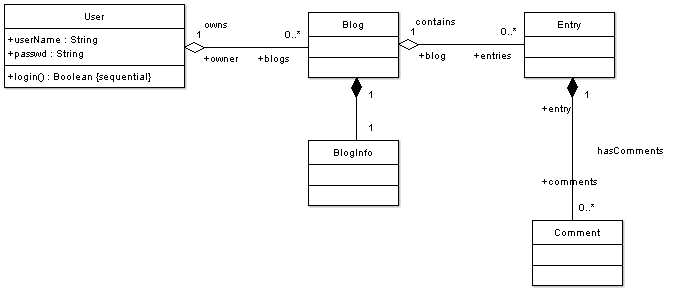 User
+userName : String
+passwd : String
+login() : Boolean {sequential}
owns
1
0..*
+owner
+blogs
Blog
contains
1
0..*
+blog
+entries
Entry
1
1
BlogInfo
1
+entry
hasComments
+comments
0..*
Comment